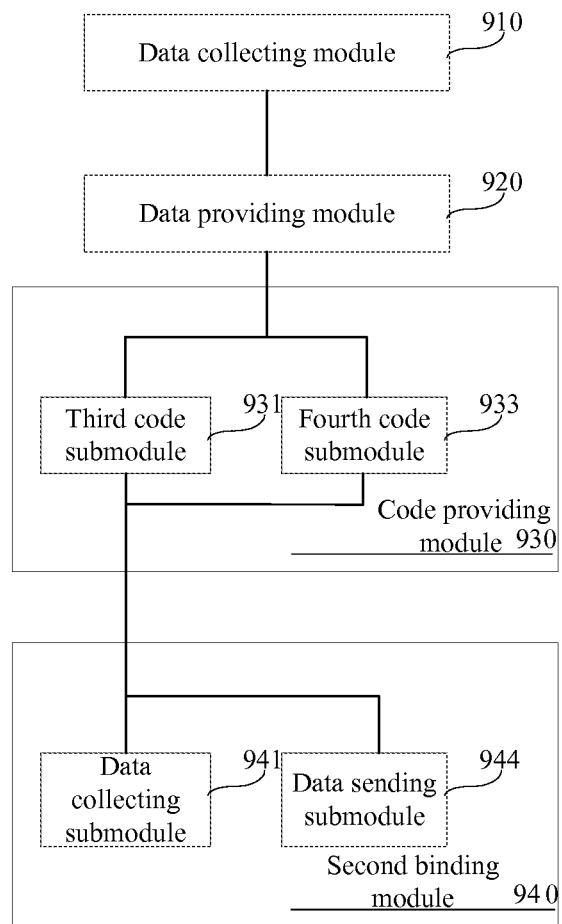 910
Data collecting module
920
Data providing module
931
933
Third code
submodule
Fourth code
submodule
Code providing
module 930
941
944
Data
collecting
submodule
Data sending
submodule
Second binding
module 940